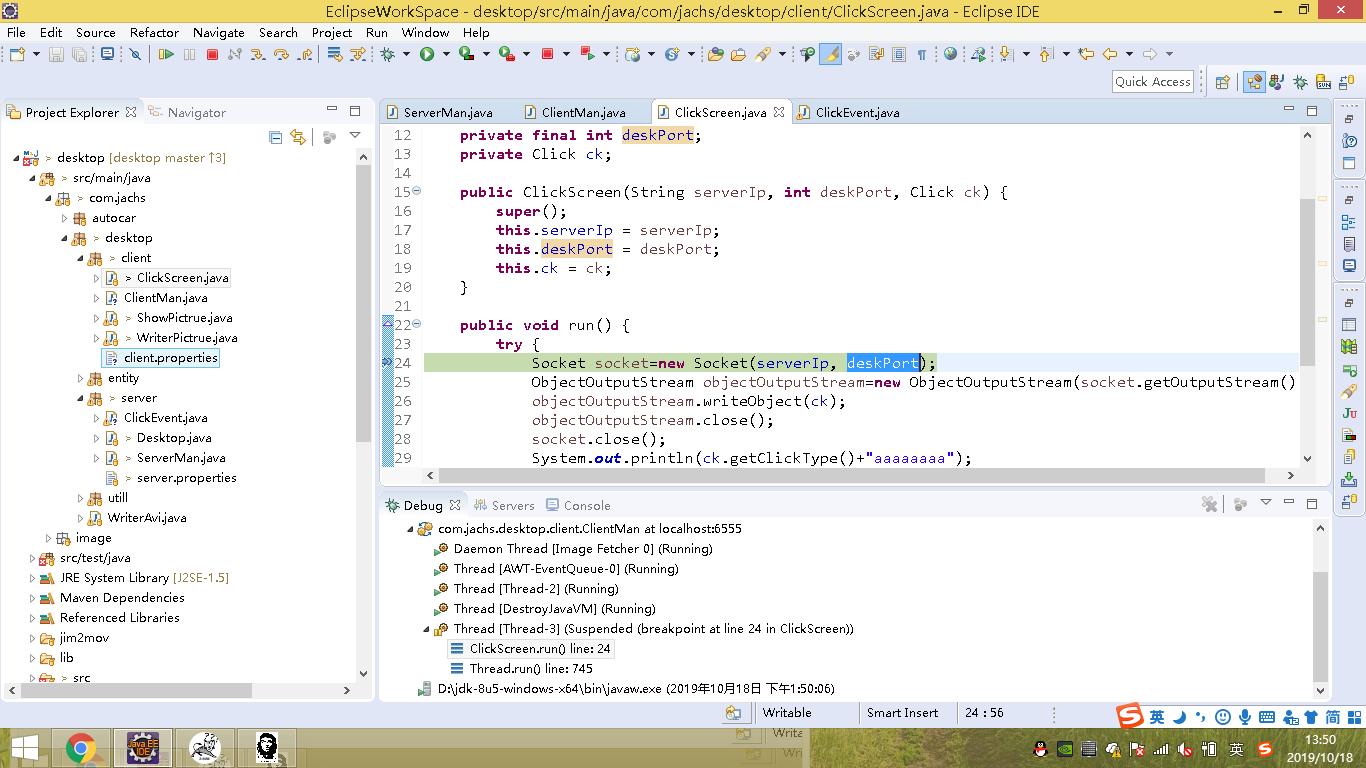 EclipseWorkSpace - desktop/src/main/java/com/jachs/desktop/client/ClickScreen.java - Eclipse IDE
File Edit Source Refactor Navigate Search Project Run Window Help
Quick Access
Project Explorer Navigator
> desktop [desktop master ↑3]
> src/main/java
> com.jachs
autocar
> desktop
> client
> ClickScreen.java
ClientMan.java
> ShowPictrue.java
> WriterPictrue.java
client.properties
entity
> server
ClickEvent.java
> Desktop.java
> ServerMan.java
> server.properties
utill
WriterAvi.java
image
src/test/java
JRE System Library [J2SE-1.5]
Maven Dependencies
Referenced Libraries
jim2mov
lib
> src
ServerMan.java ClientMan.java ClickScreen.java ClickEvent.java
12 private final int deskPort;
13 private Click ck;
14
15 public ClickScreen(String serverIp, int deskPort, Click ck) {
16 super();
17 this.serverIp = serverIp;
18 this.deskPort = deskPort;
19 this.ck = ck;
20 }
21
22 public void run() {
23 try {
24 Socket socket=new Socket(serverIp, deskPort);
25 ObjectOutputStream objectOutputStream=new ObjectOutputStream(socket.getOutputStream()
26 objectOutputStream.writeObject(ck);
27 objectOutputStream.close();
28 socket.close();
29 System.out.println(ck.getClickType()+"aaaaaaaa");
Debug Servers Console
com.jachs.desktop.client.ClientMan at localhost:6555
Daemon Thread [Image Fetcher 0] (Running)
Thread [AWT-EventQueue-0] (Running)
Thread [Thread-2] (Running)
Thread [DestroyJavaVM] (Running)
Thread [Thread-3] (Suspended (breakpoint at line 24 in ClickScreen))
ClickScreen.run() line: 24
Thread.run() line: 745
D:\jdk-8u5-windows-x64\bin\javaw.exe (2019年10月18日 下午1:50:06)
Writable Smart Insert 24 : 56
英 简
Java EE
IDE
英
13:50
2019/10/18